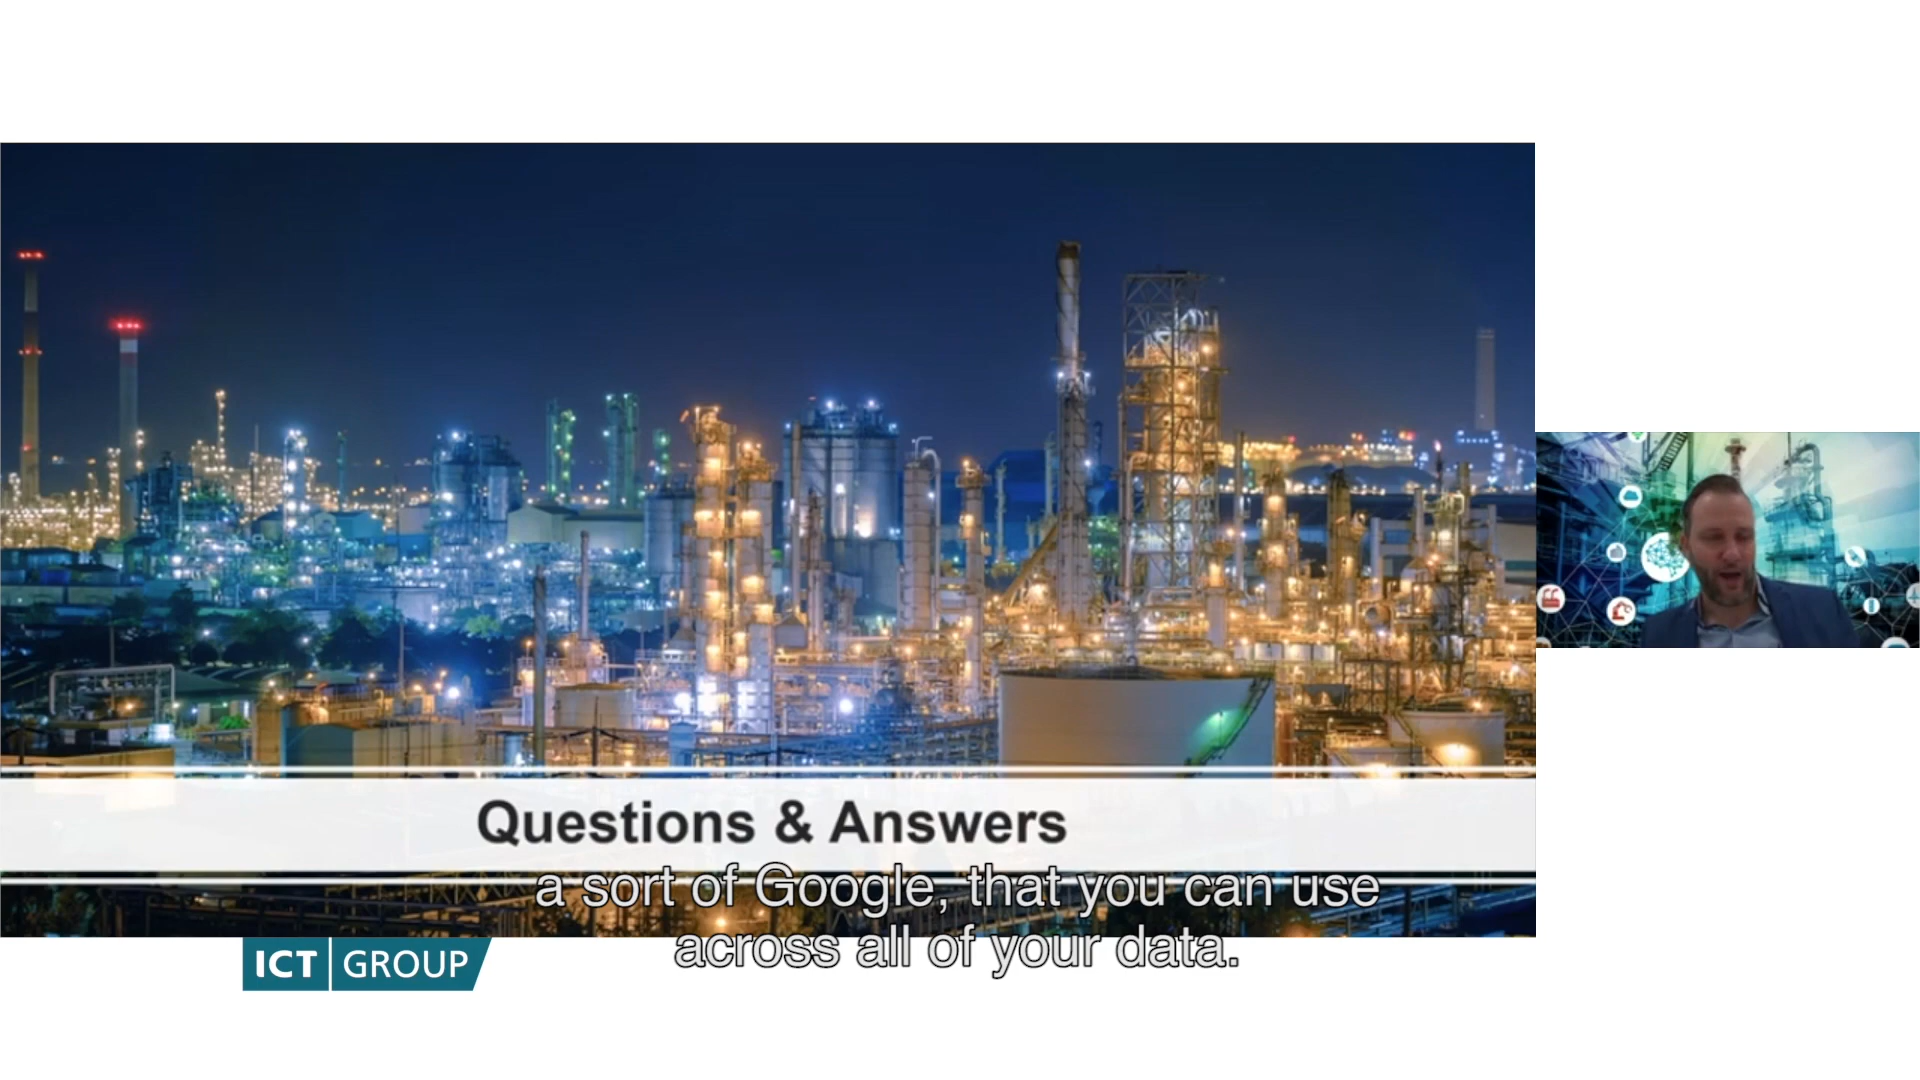 Questions & Answers
a sort of Google, that you can use
across all of your data.
ICT GROUP